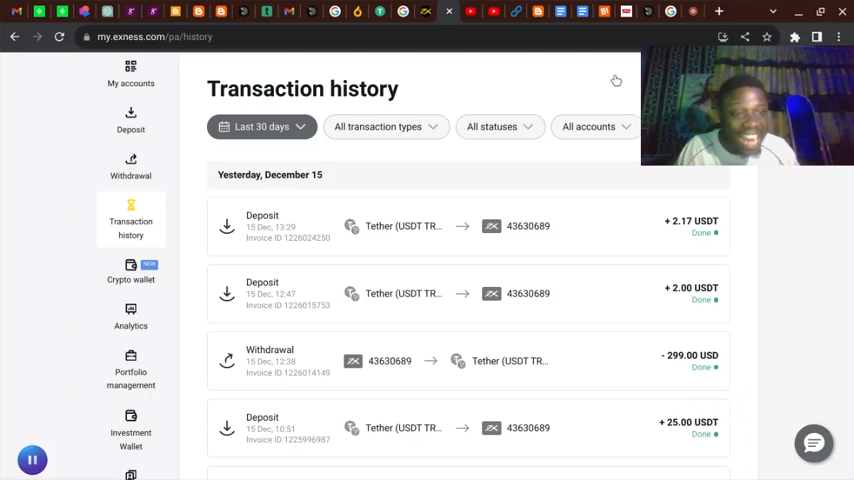 my.exness.com/pa/history
My accounts
Deposit
Withdrawal
Transaction
history
NEW
Crypto wallet
Analytics
Portfolio
management
Investment
Wallet
Transaction history
Last 30 days
All transaction types
All statuses
All accounts
Yesterday, December 15
Deposit
15 Dec, 13:29
Invoice ID 1226024250
Tether (USDT TR...
43630689
+ 2.17 USDT
Done
Deposit
15 Dec, 12:47
Invoice ID 1226015753
Tether (USDT TR...
43630689
+ 2.00 USDT
Done
Withdrawal
15 Dec, 12:38
Invoice ID 1226014149
43630689
Tether (USDT TR...
- 299.00 USD
Done
Deposit
15 Dec, 10:51
Invoice ID 1225996987
Tether (USDT TR...
43630689
+ 25.00 USDT
Done